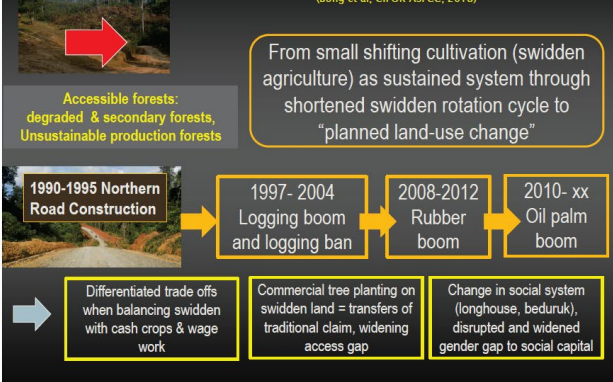 From small shifting cultivation (swidden
agriculture) as sustained system through
shortened swidden rotation cycle to
“planned land-use change”
Accessible forests:
degraded & secondary forests,
Unsustainable production forests
1990-1995 Northern
Road Construction
1997- 2004
Logging boom
and logging ban
2008-2012
Rubber
boom
2010- xx
Oil palm
boom
Differentiated trade offs
when balancing swidden
with cash crops & wage
work
Commercial tree planting on
swidden land = transfers of
traditional claim, widening
access gap
Change in social system
(longhouse, beduruk),
disrupted and widened
gender gap to social capital